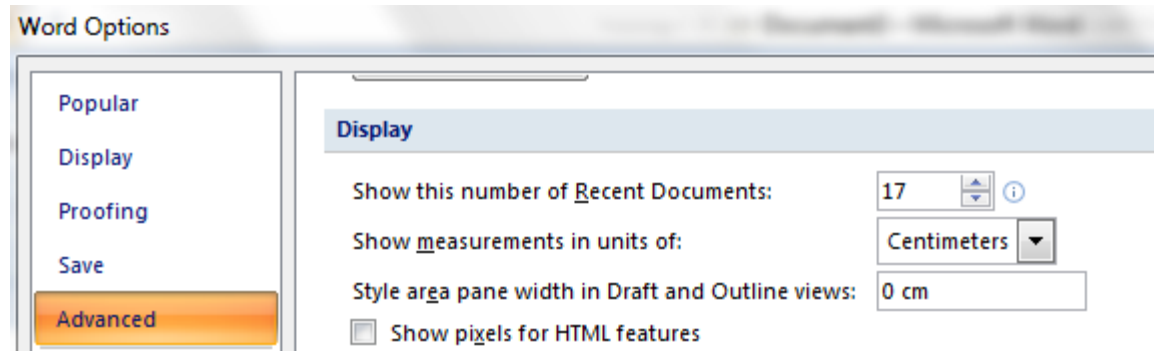 Word Options
Popular
Display
Proofing
Save
Advanced
Display
Show this number of Recent Documents: 17
Show measurements in units of: Centimeters
Style area pane width in Draft and Outline views: 0 cm
Show pixels for HTML features